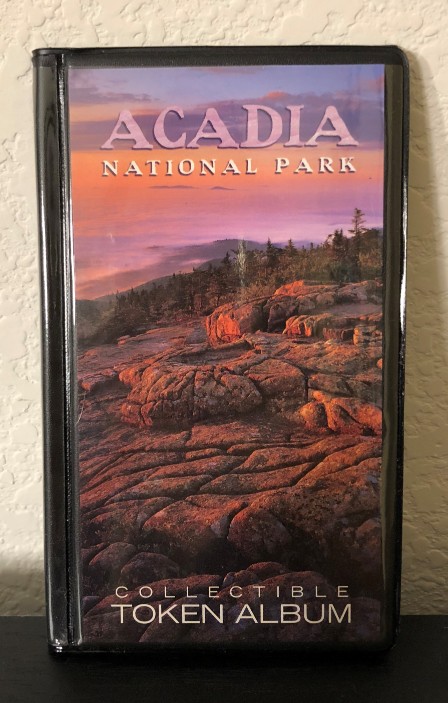 ACADIA
NATIONAL PARK
COLLECTIBLE
TOKEN ALBUM